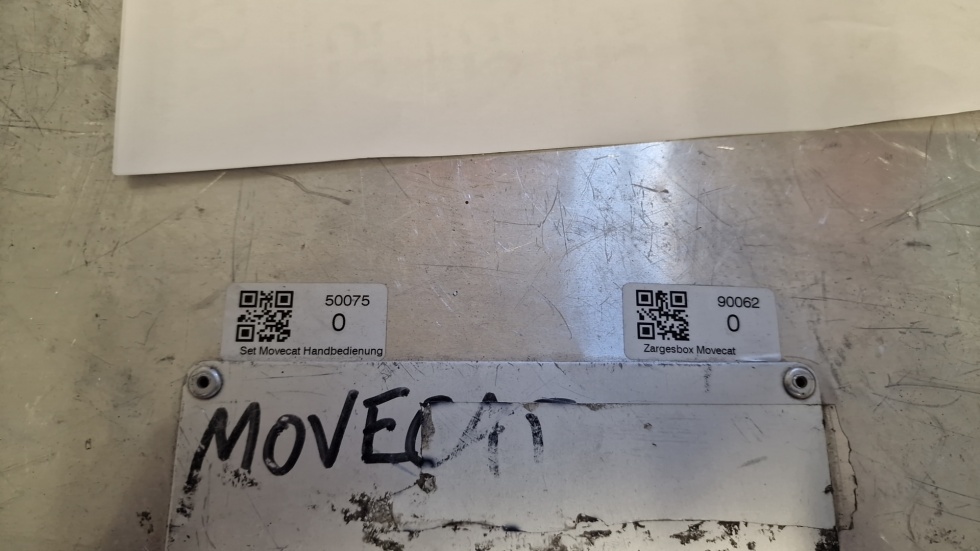 50075
0
Set Movecat Handbedienung
90062
0
Zargesbox Movecat
MOVECAT